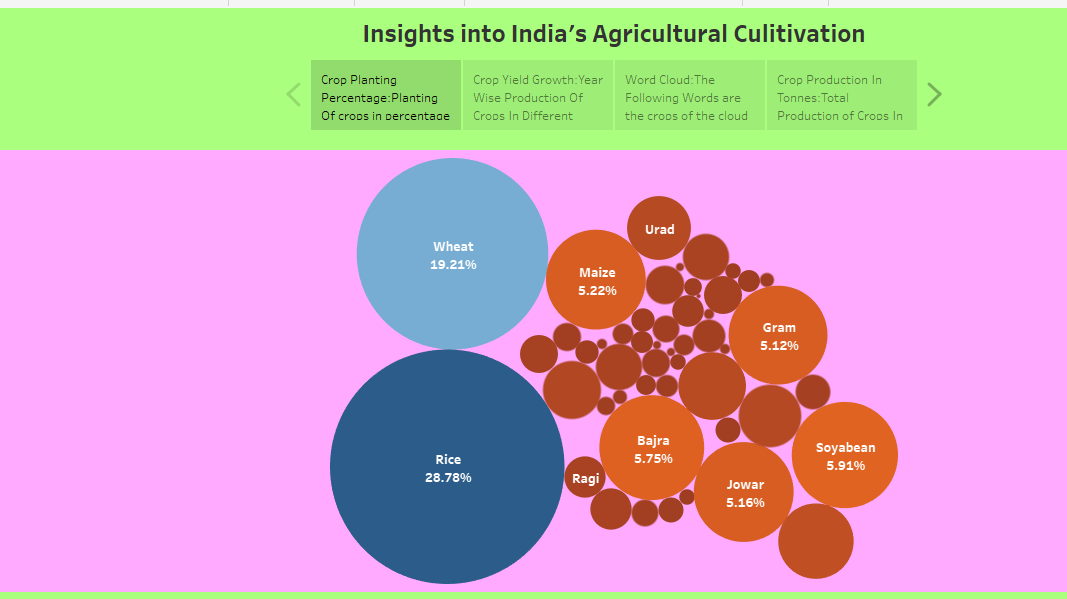 Insights into India's Agricultural Culitivation
Crop Planting
Percentage:Planting
Of crops in percentage
Crop Yield Growth:Year
Wise Production Of
Crops In Different
Word Cloud:The
Following Words are
the crops of the cloud
Crop Production In
Tonnes:Total
Production of Crops In
Urad
Wheat
19.21%
Maize
5.22%
Gram
5.12%
Bajra
5.75%
Soyabean
5.91%
Rice
28.78%
Ragi
Jowar
5.16%